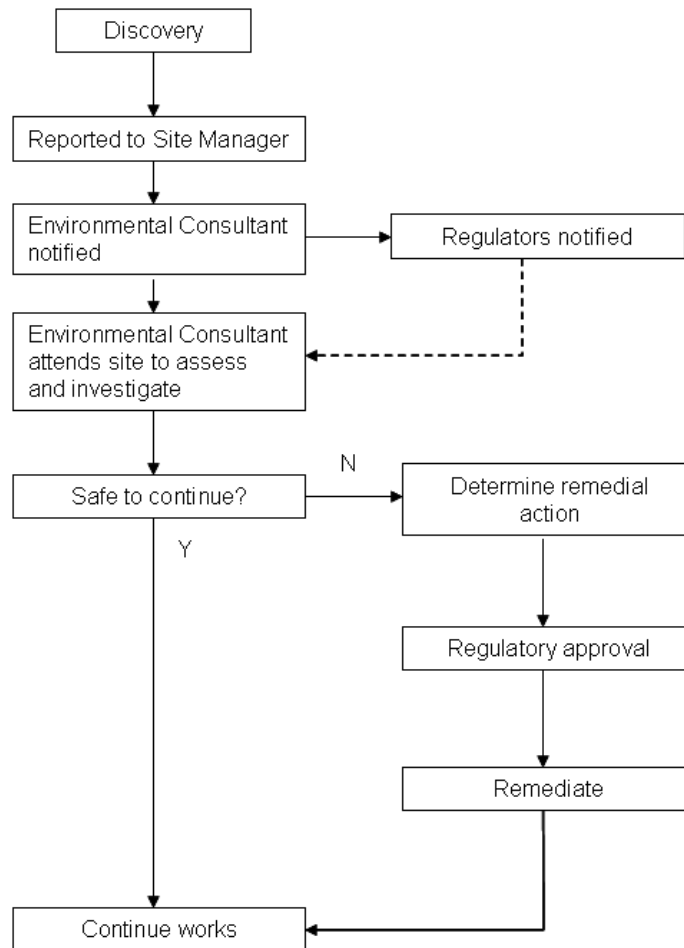 Discovery
Reported to Site Manager
Environmental Consultant
notified
Regulators notified
Environmental Consultant
attends site to assess
and investigate
Safe to continue?
N
Determine remedial
action
Y
Regulatory approval
Remediate
Continue works